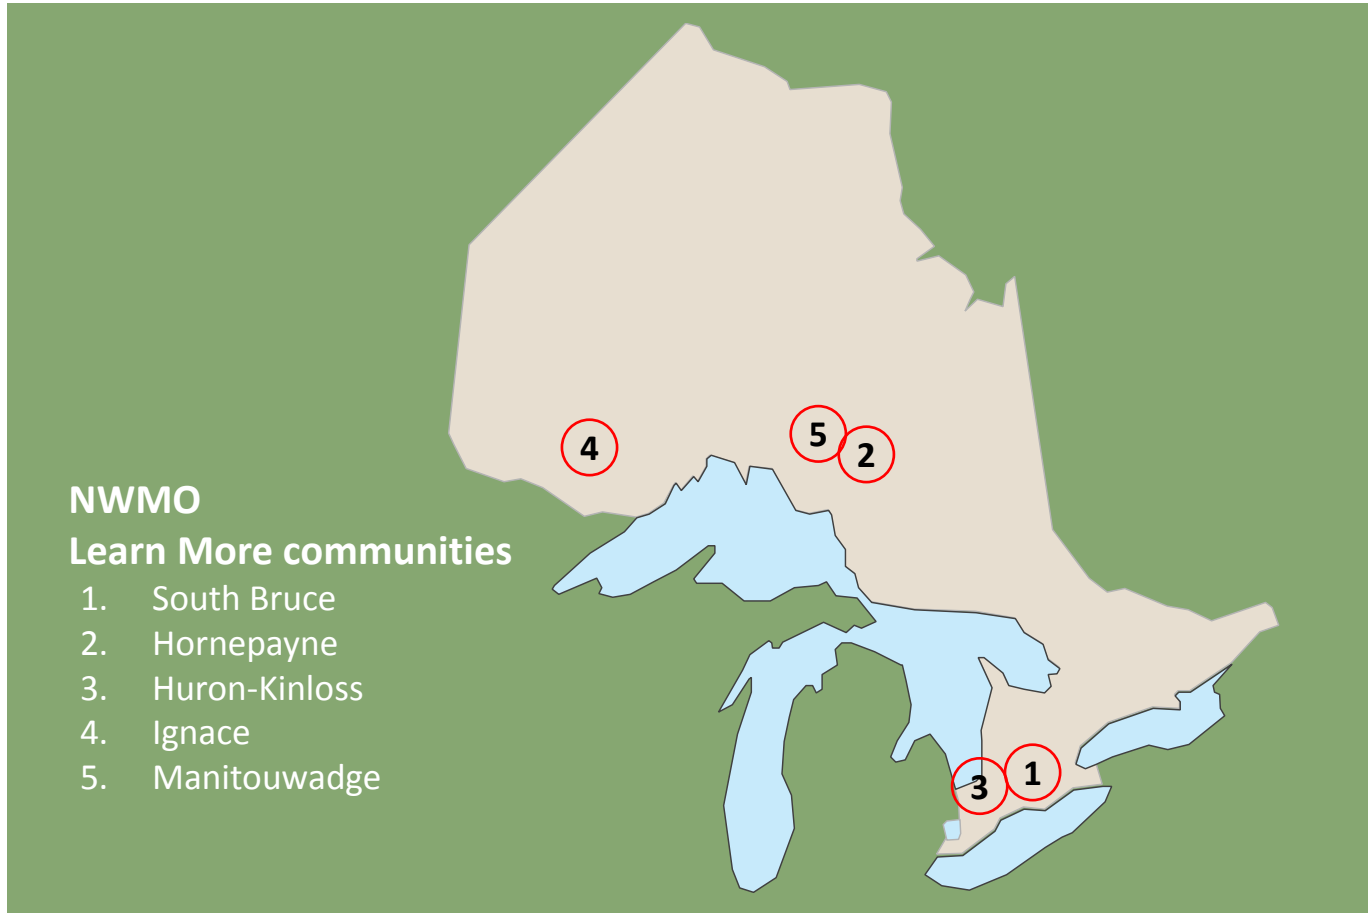 NWMO
Learn More communities
1. South Bruce
2. Hornepayne
3. Huron-Kinloss
4. Ignace
5. Manitouwadge
5
4
2
1
3